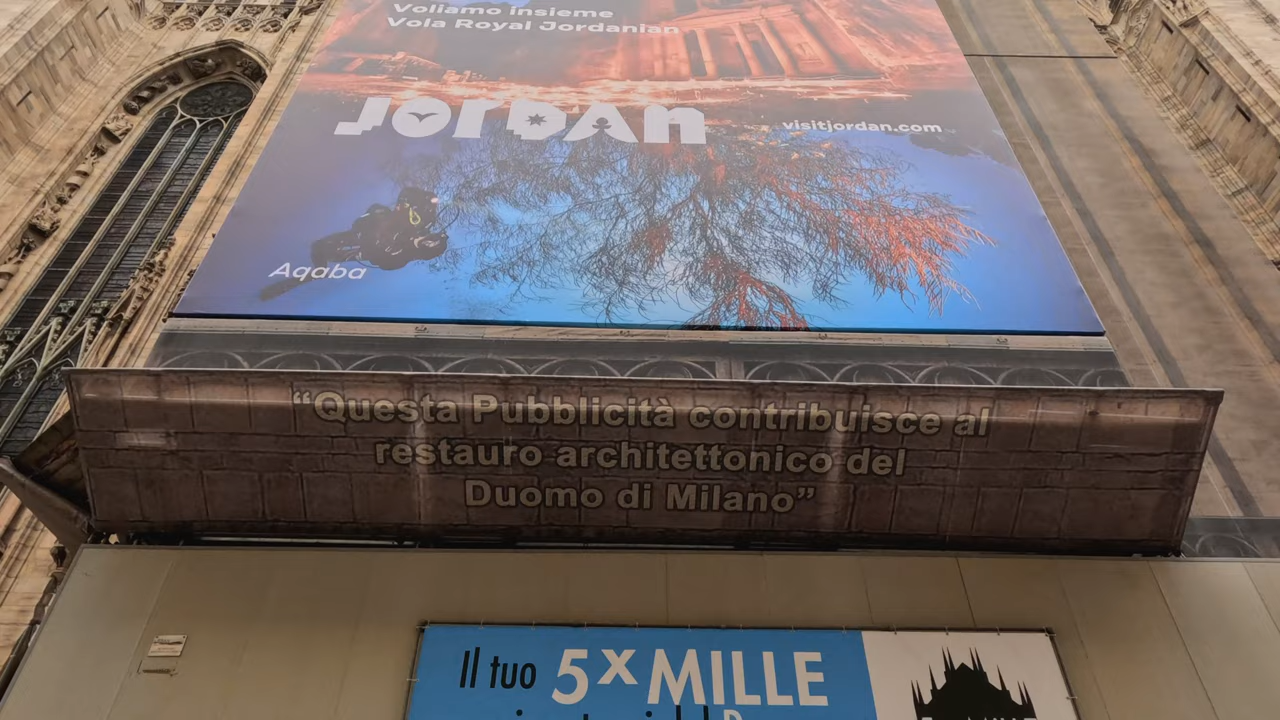 Voliamo insieme
Vola Royal Jordanian
JORDAN
visitjordan.com
Aqaba
“Questa Pubblicità contribuisce al
restauro architettonico del
Duomo di Milano”
Il tuo 5xMILLE